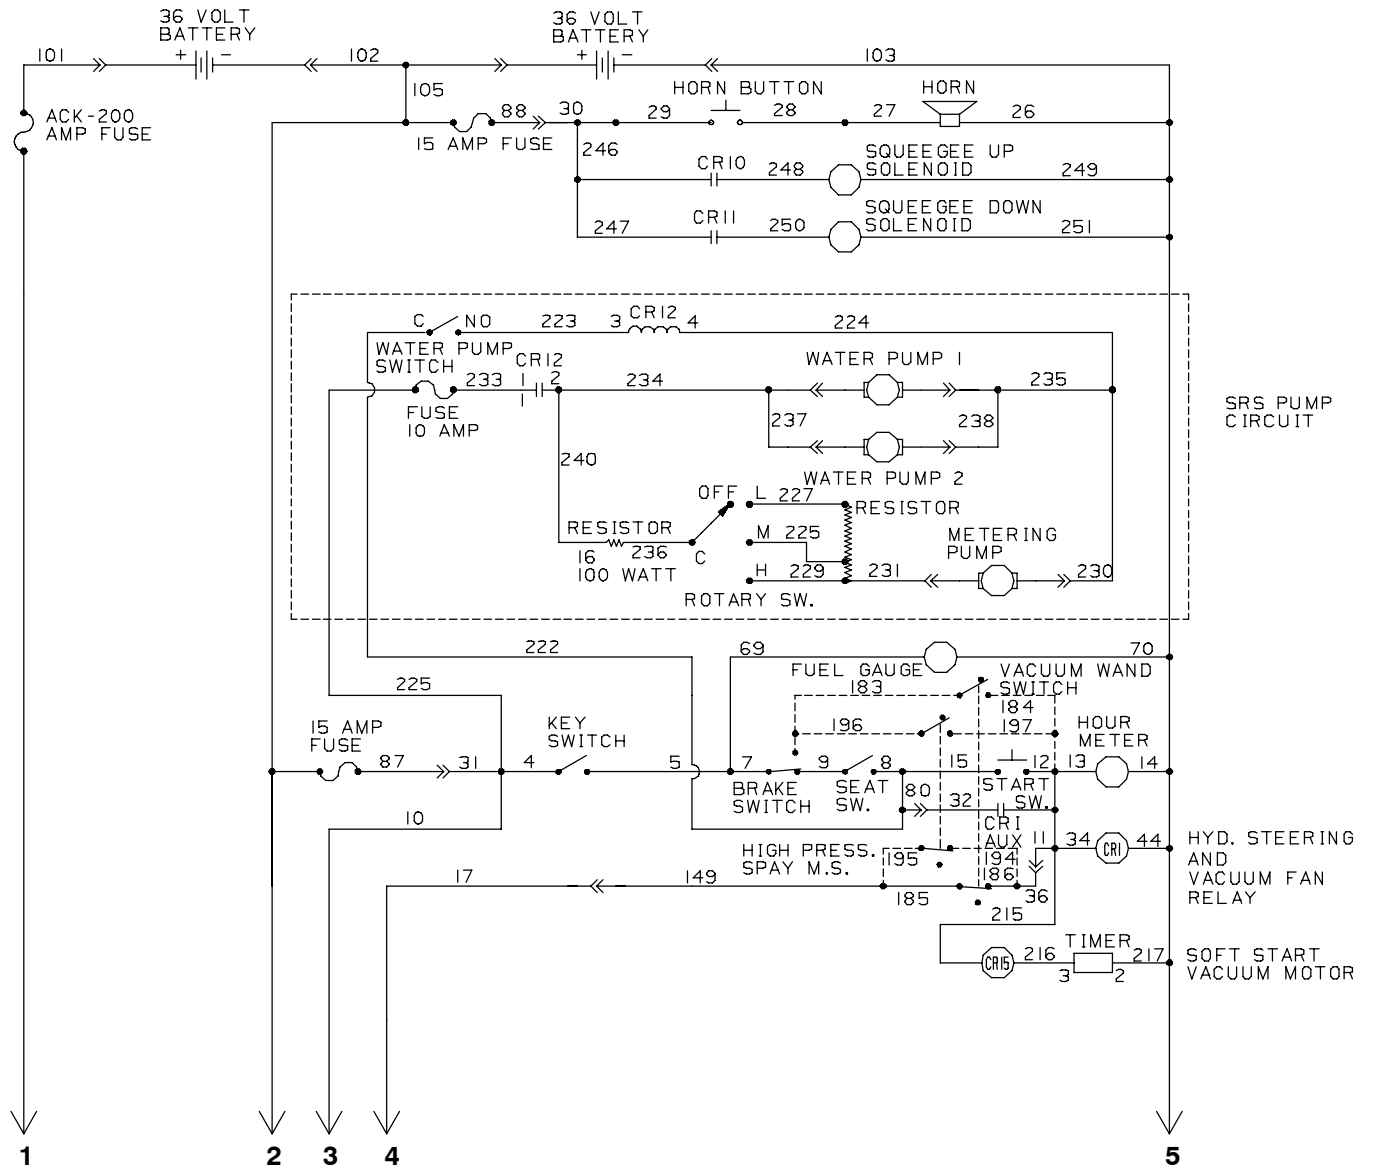 36 VOLT
BATTERY
36 VOLT
BATTERY
101
+ -
102
+ -
103
105
ACK-200
AMP FUSE
88
30
15 AMP FUSE
29
HORN BUTTON
28
27
HORN
26
246
CR10
248
SQUEEGEE UP
SOLENOID
249
247
CR11
250
SQUEEGEE DOWN
SOLENOID
251
C
NO
223
3
CR12
4
224
WATER PUMP
SWITCH
233
CR12
1
2
1
234
WATER PUMP 1
235
FUSE
10 AMP
237
238
SRS PUMP
CIRCUIT
240
WATER PUMP 2
OFF
L
227
RESISTOR
RESISTOR
16
100 WATT
236
C
M
225
METERING
PUMP
H
229
231
230
ROTARY SW.
222
69
70
FUEL GAUGE
VACUUM WAND
SWITCH
225
183
184
15 AMP
FUSE
KEY
SWITCH
196
197
HOUR
METER
87
31
4
5
7
9
8
15
12
13
14
BRAKE
SWITCH
SEAT
SW.
START
SW.
80
32
10
CR1
AUX
11
34
CR1
44
HYD. STEERING
AND
VACUUM FAN
RELAY
HIGH PRESS.
SPAY M.S.
195
194
186
17
149
185
36
215
CR15
216
TIMER
3
2
217
SOFT START
VACUUM MOTOR
1
2
3
4
5